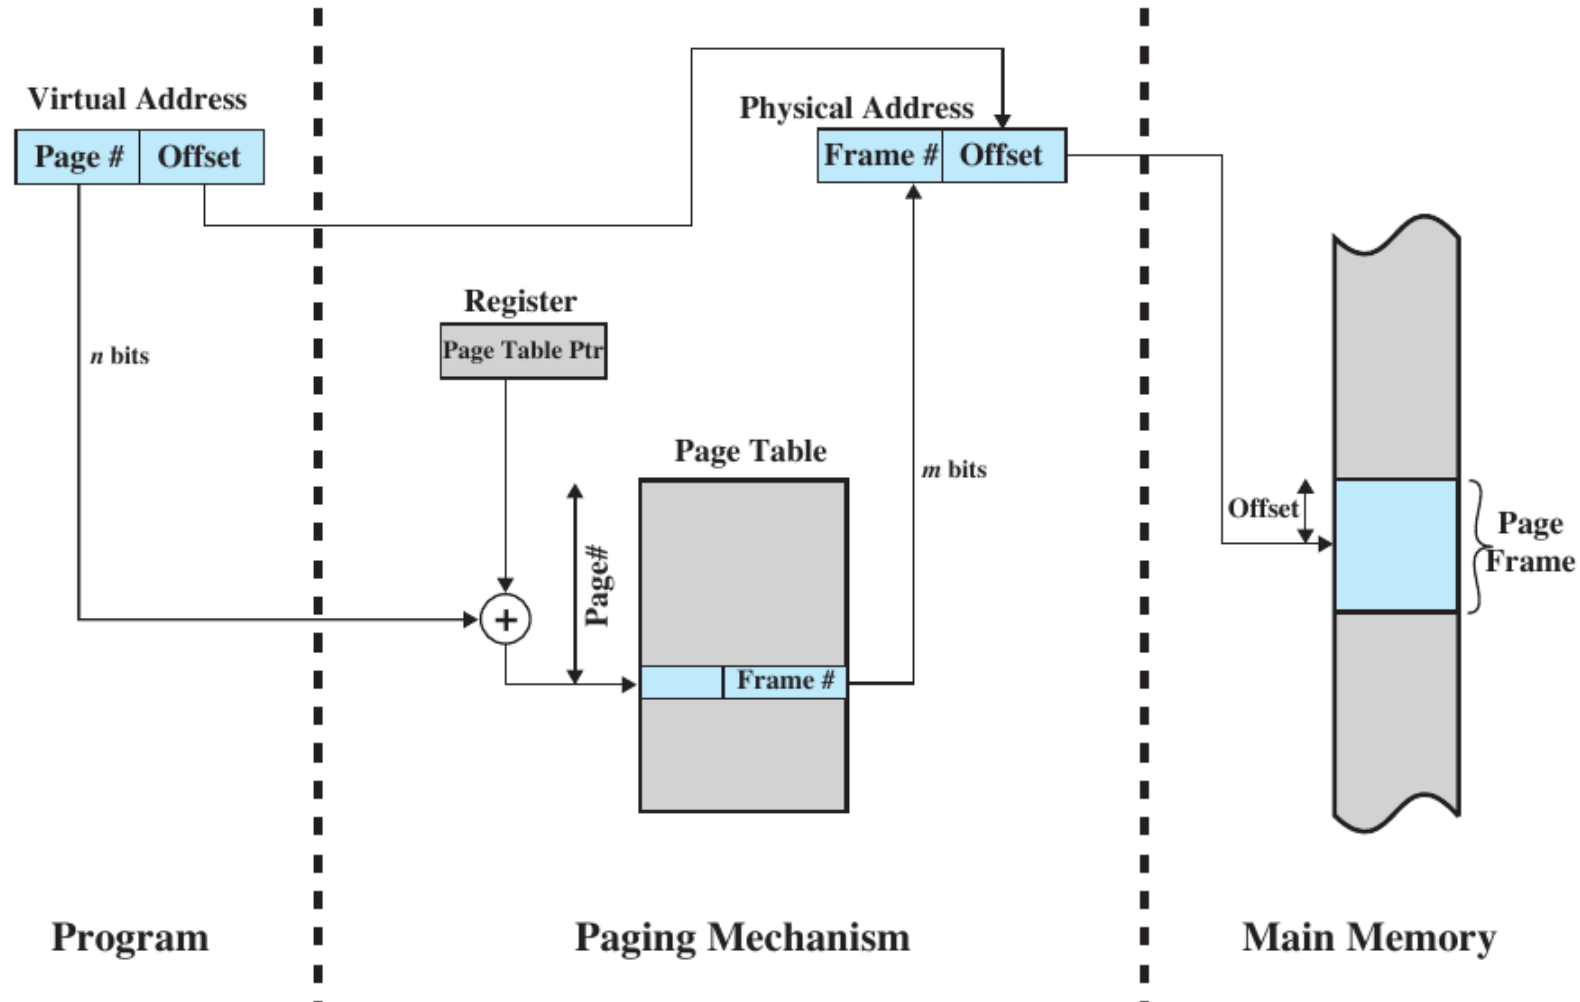 Virtual Address
Page #
Offset
Physical Address
Frame #
Offset
n bits
Register
Page Table Ptr
Page Table
m bits
Page#
Frame #
Offset
Page
Frame
+
Program
Paging Mechanism
Main Memory